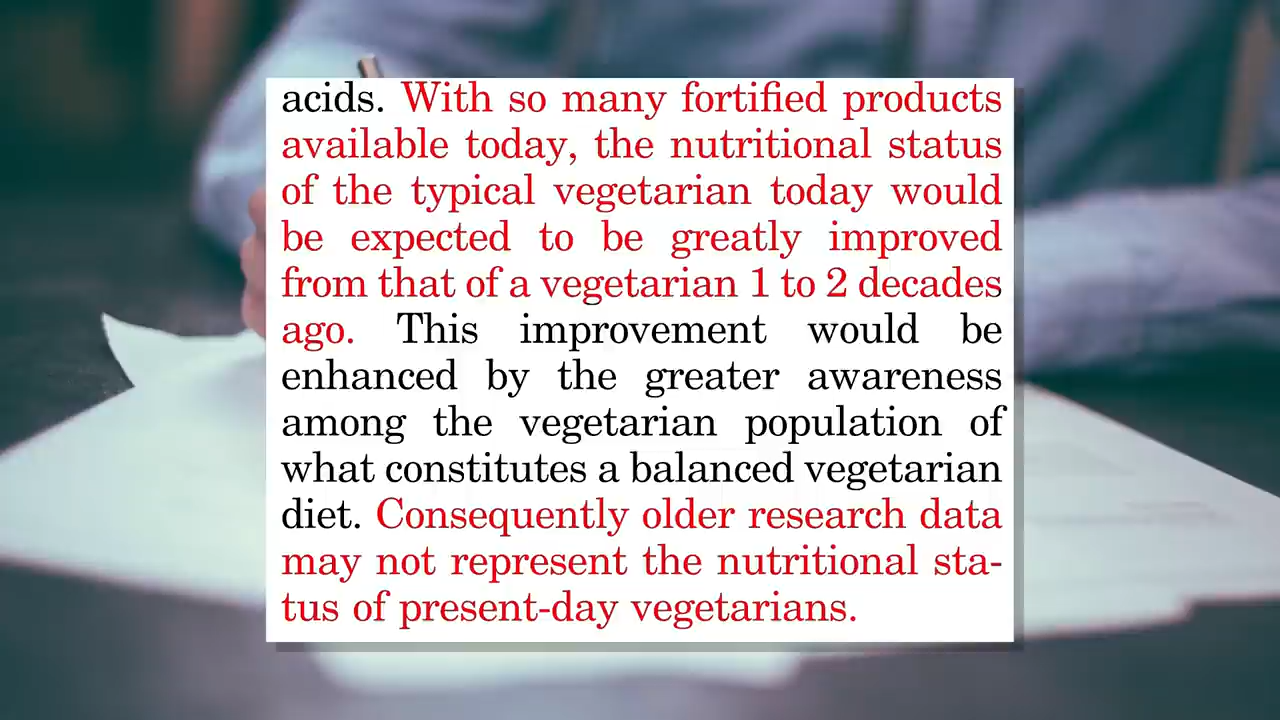 acids. With so many fortified products
available today, the nutritional status
of the typical vegetarian today would
be expected to be greatly improved
from that of a vegetarian 1 to 2 decades
ago. This improvement would be
enhanced by the greater awareness
among the vegetarian population of
what constitutes a balanced vegetarian
diet. Consequently older research data
may not represent the nutritional sta-
tus of present-day vegetarians.